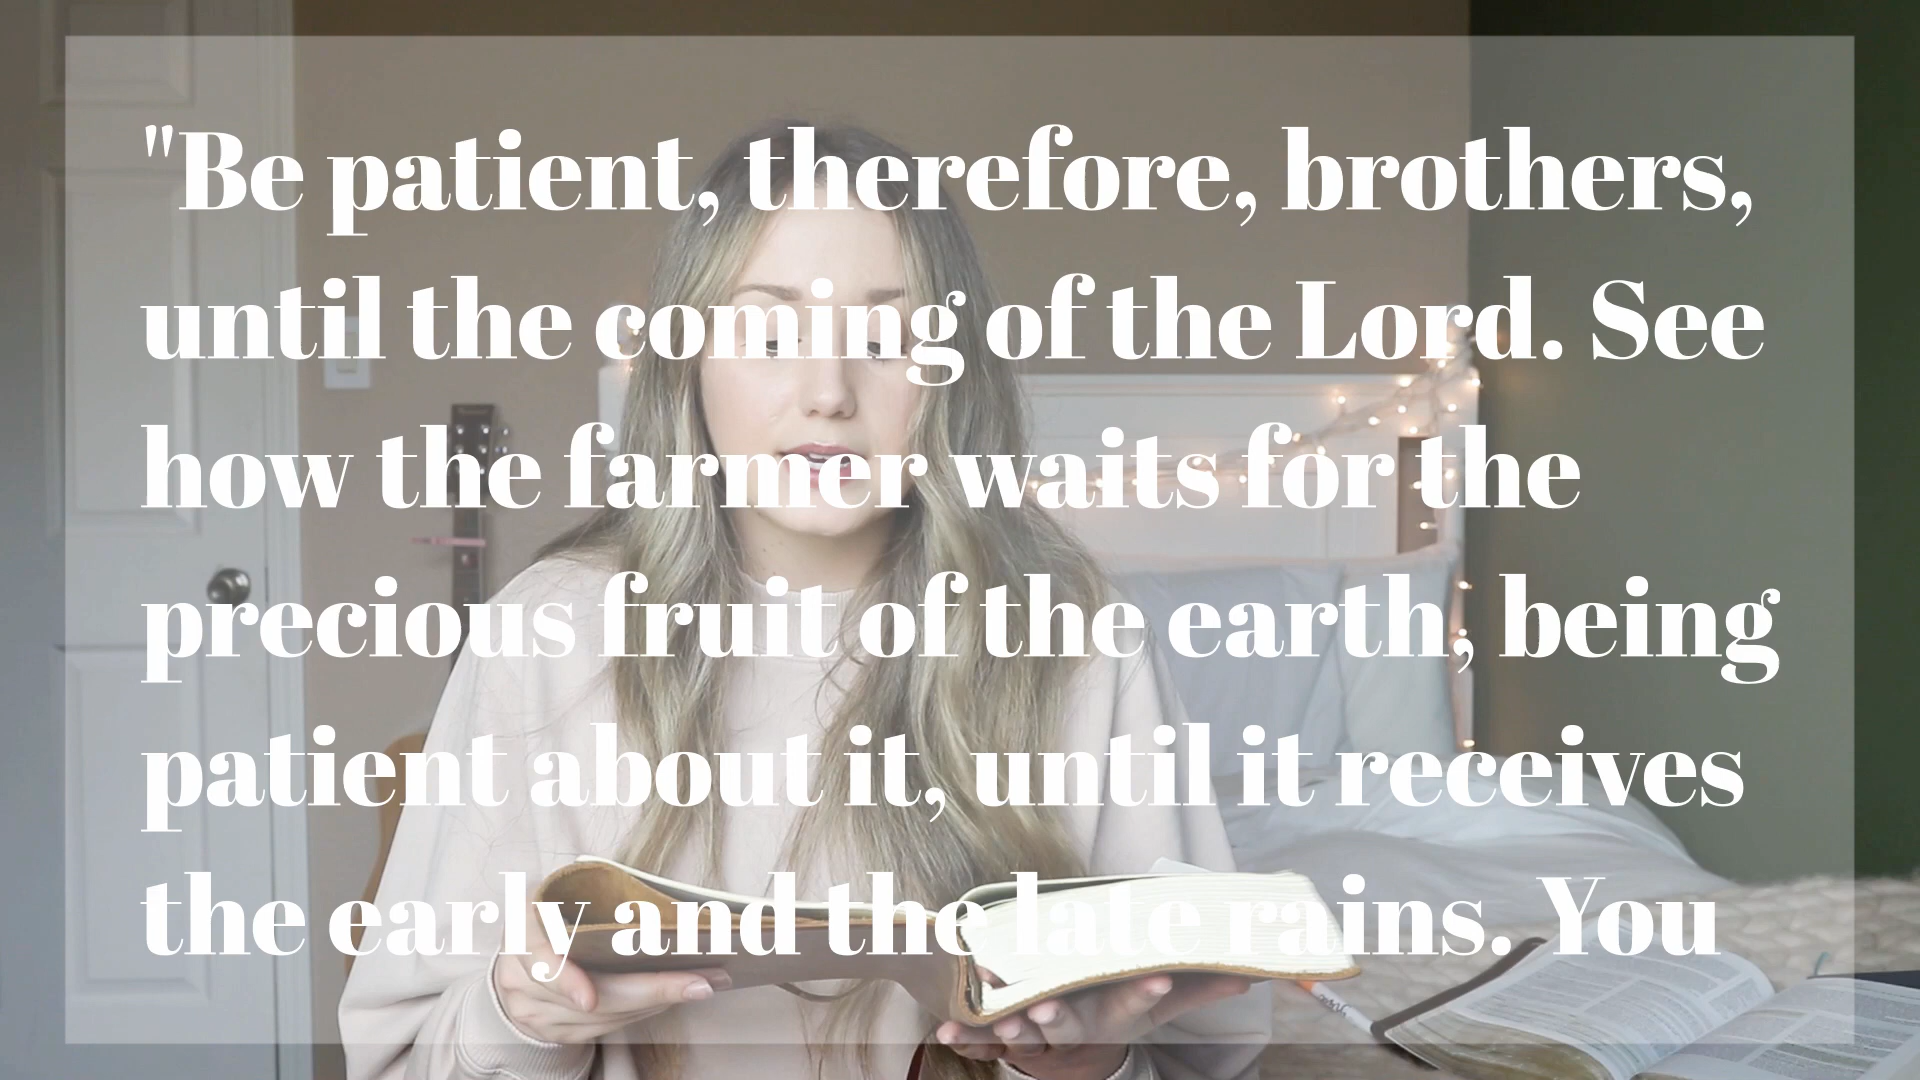 "Be patient, therefore, brothers,
until the coming of the Lord. See
how the farmer waits for the
precious fruit of the earth, being
patient about it, until it receives
the early and the late rains. You